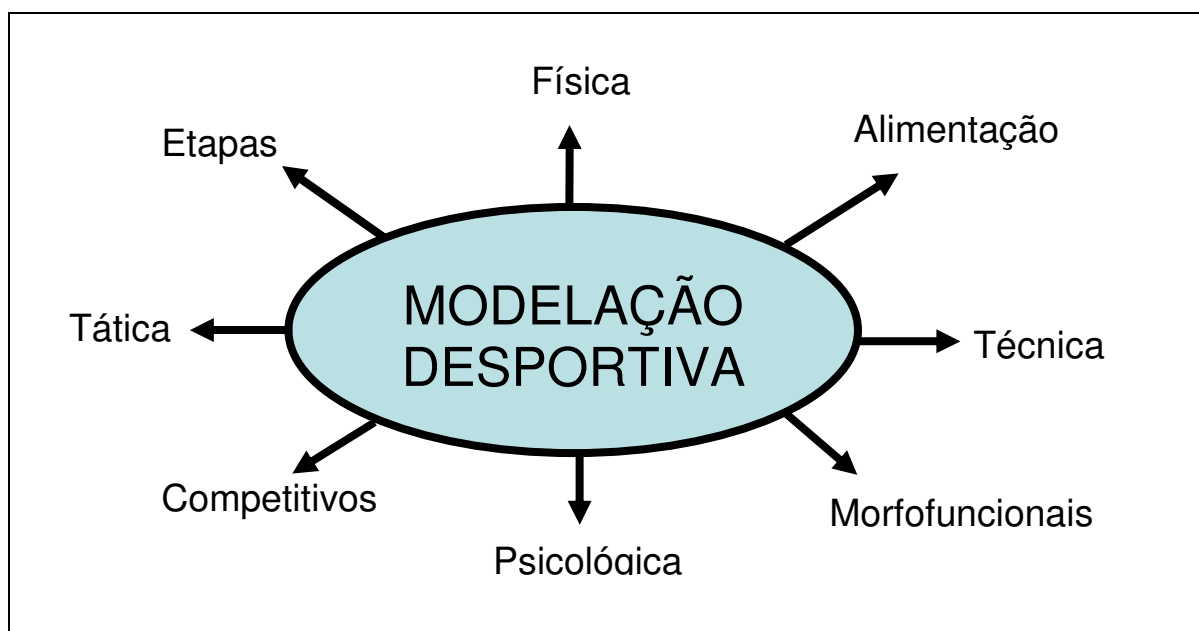 Física
Alimentação
Etapas
MODELAÇÃO
DESPORTIVA
Tática
Técnica
Competitivos
Morfofuncionais
Psicológica